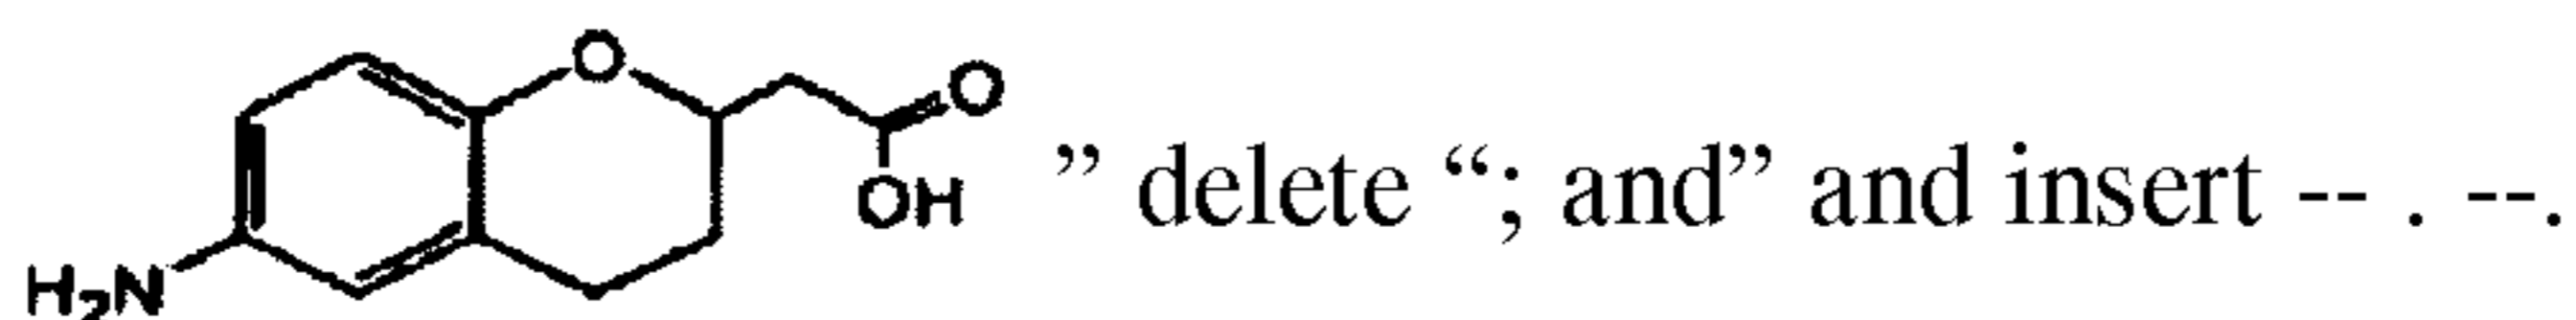 O
O
OH
H₂N
” delete “; and” and insert -- . --.